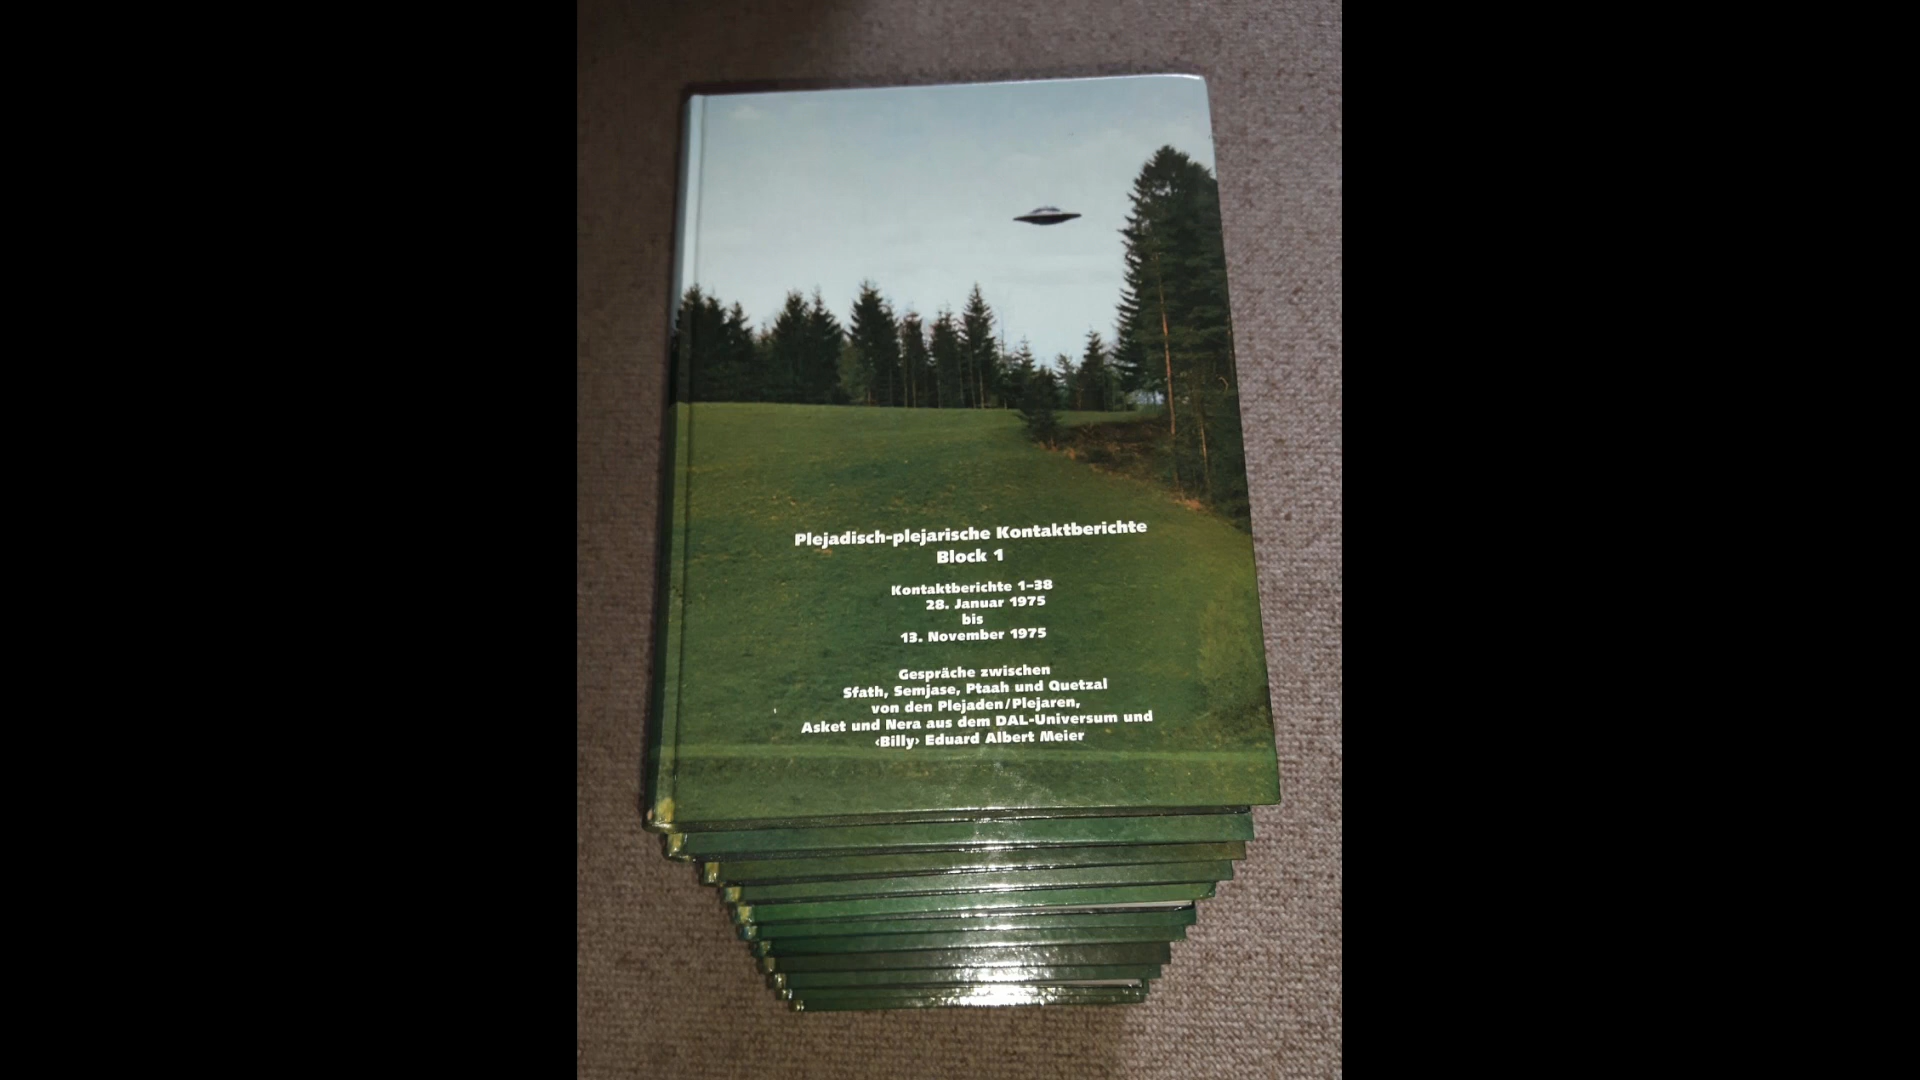 Plejadisch-plejarische Kontaktberichte
Block 1
Kontaktberichte 1–38
28. Januar 1975
bis
13. November 1975
Gespräche zwischen
Sfath, Semjase, Ptaah und Quetzal
von den Plejaden/Plejaren,
Asket und Nera aus dem DAL-Universum und
‹Billy› Eduard Albert Meier